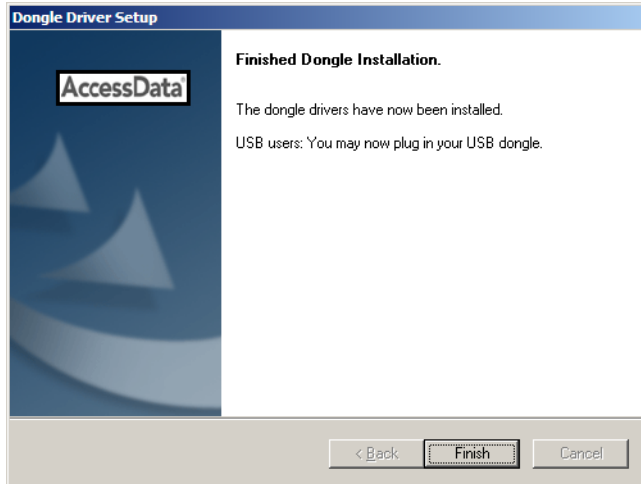 Dongle Driver Setup
AccessData
Finished Dongle Installation.
The dongle drivers have now been installed.
USB users: You may now plug in your USB dongle.
< Back
Finish
Cancel